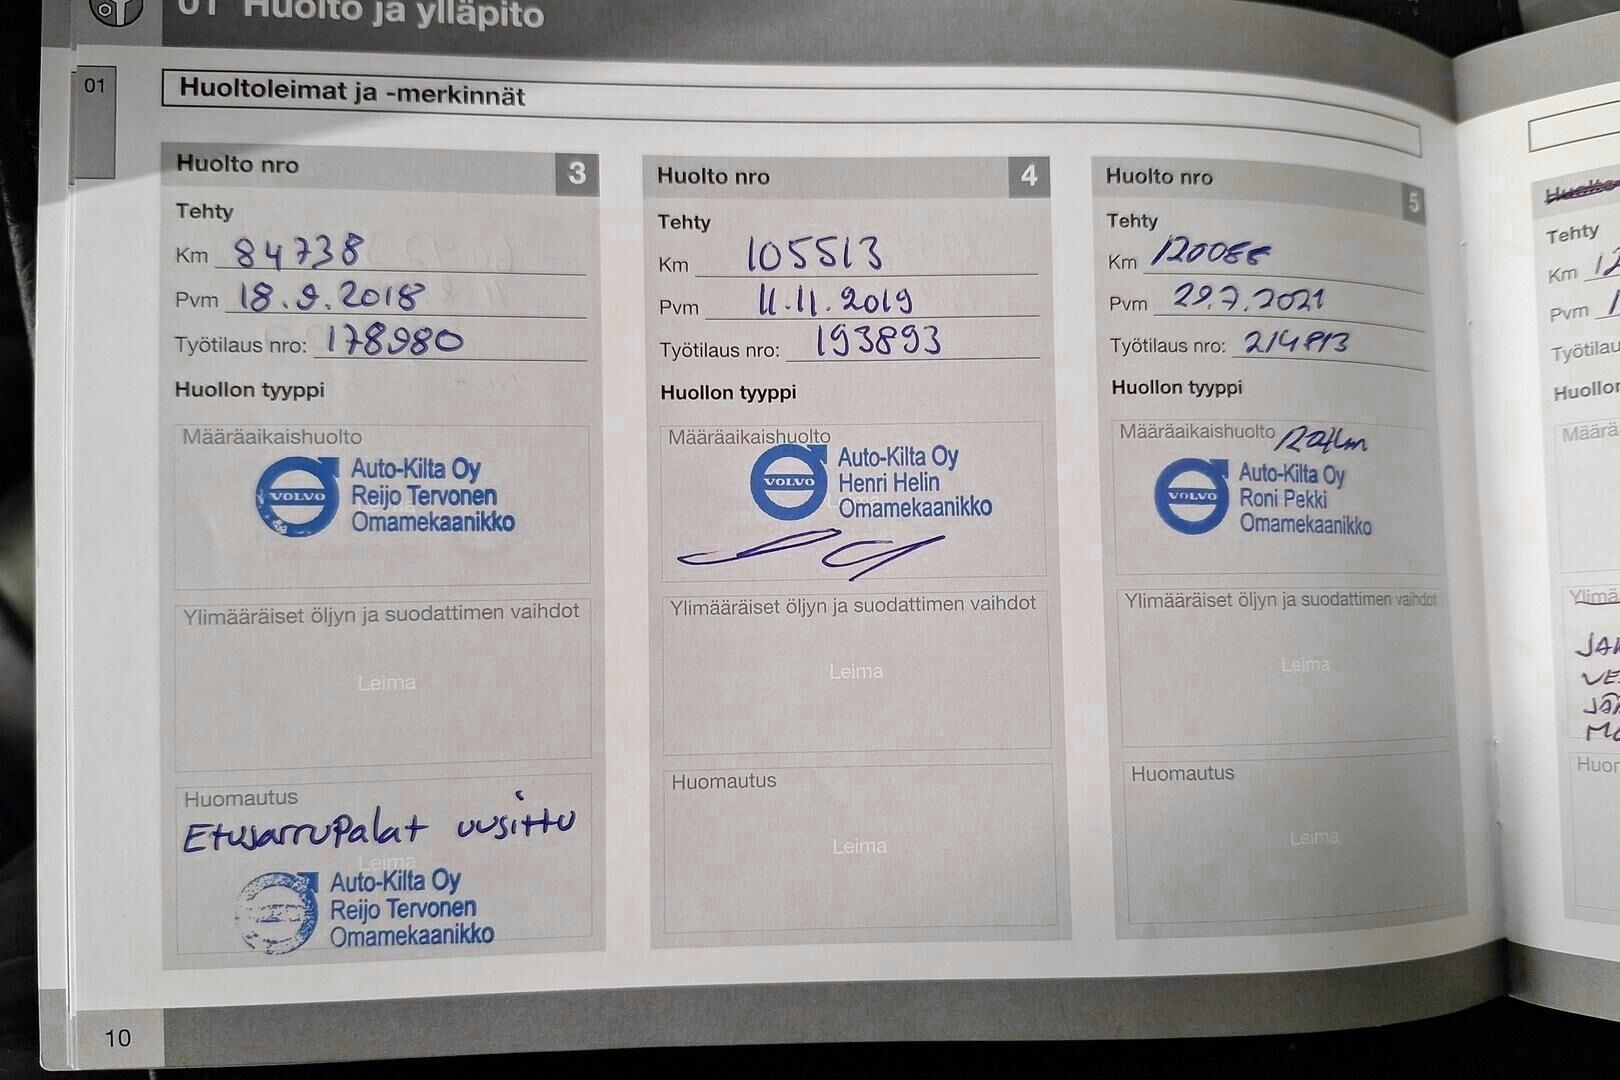 01 Huolto ja ylläpito
01
Huoltoleimat ja -merkinnät
Huolto nro 3
Tehty
Km 84738
Pvm 18.9.2018
Työtilaus nro: 178980
Huollon tyyppi
Määräaikaishuolto
VOLVO
Auto-Kilta Oy
Reijo Tervonen
Omamekaanikko
Ylimääräiset öljyn ja suodattimen vaihdot
Leima
Huomautus
Etujarrupalat uusittu
Leima
Auto-Kilta Oy
Reijo Tervonen
Omamekaanikko
Huolto nro 4
Tehty
Km 105513
Pvm 11.11.2019
Työtilaus nro: 193893
Huollon tyyppi
Määräaikaishuolto
VOLVO
Auto-Kilta Oy
Henri Helin
Omamekaanikko
Ylimääräiset öljyn ja suodattimen vaihdot
Leima
Huomautus
Leima
Huolto nro 5
Tehty
Km
Pvm 29.7.2021
Työtilaus nro: 214813
Huollon tyyppi
Määräaikaishuolto
VOLVO
Auto-Kilta Oy
Roni Pekki
Omamekaanikko
Ylimääräiset öljyn ja suodattimen vaihdot
Leima
Huomautus
Leima
Tehty
Km
Pvm
10